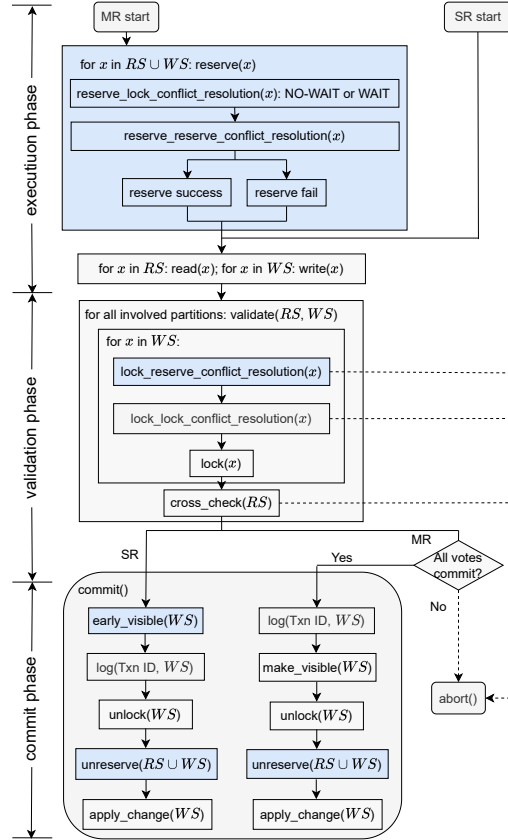 MR start
SR start
for x in RS ∪ WS: reserve(x)
reserve_lock_conflict_resolution(x): NO-WAIT or WAIT
reserve_reserve_conflict_resolution(x)
reserve success
reserve fail
for x in RS: read(x); for x in WS: write(x)
executiuon phase
for all involved partitions: validate(RS, WS)
for x in WS:
lock_reserve_conflict_resolution(x)
lock_lock_conflict_resolution(x)
lock(x)
cross_check(RS)
validation phase
SR
MR
All votes
commit?
Yes
No
commit()
early_visible(WS)
log(Txn ID, WS)
unlock(WS)
unreserve(RS ∪ WS)
apply_change(WS)
log(Txn ID, WS)
make_visible(WS)
unlock(WS)
unreserve(RS ∪ WS)
apply_change(WS)
abort()
commit phase